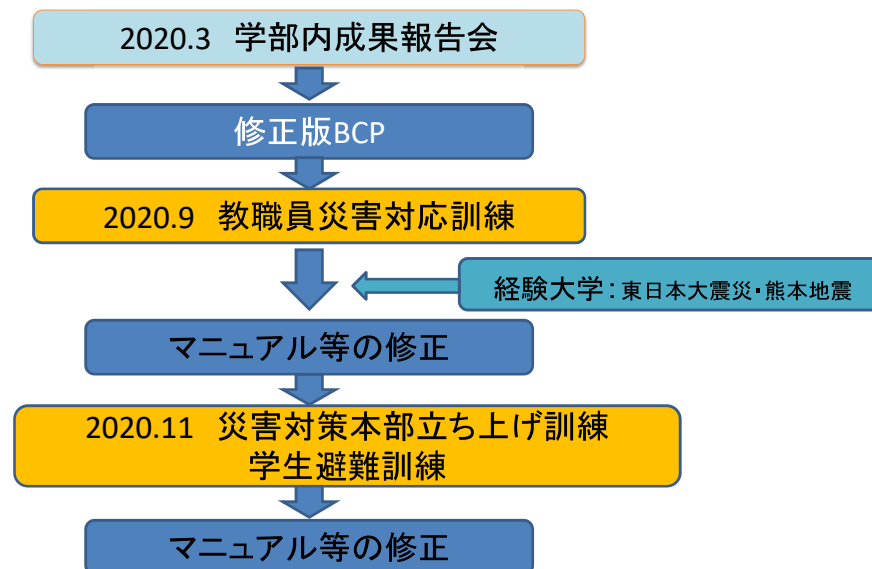 2020.3 学部内成果報告会
修正版BCP
2020.9 教職員災害対応訓練
経験大学：東日本大震災・熊本地震
マニュアル等の修正
2020.11 災害対策本部立ち上げ訓練
学生避難訓練
マニュアル等の修正